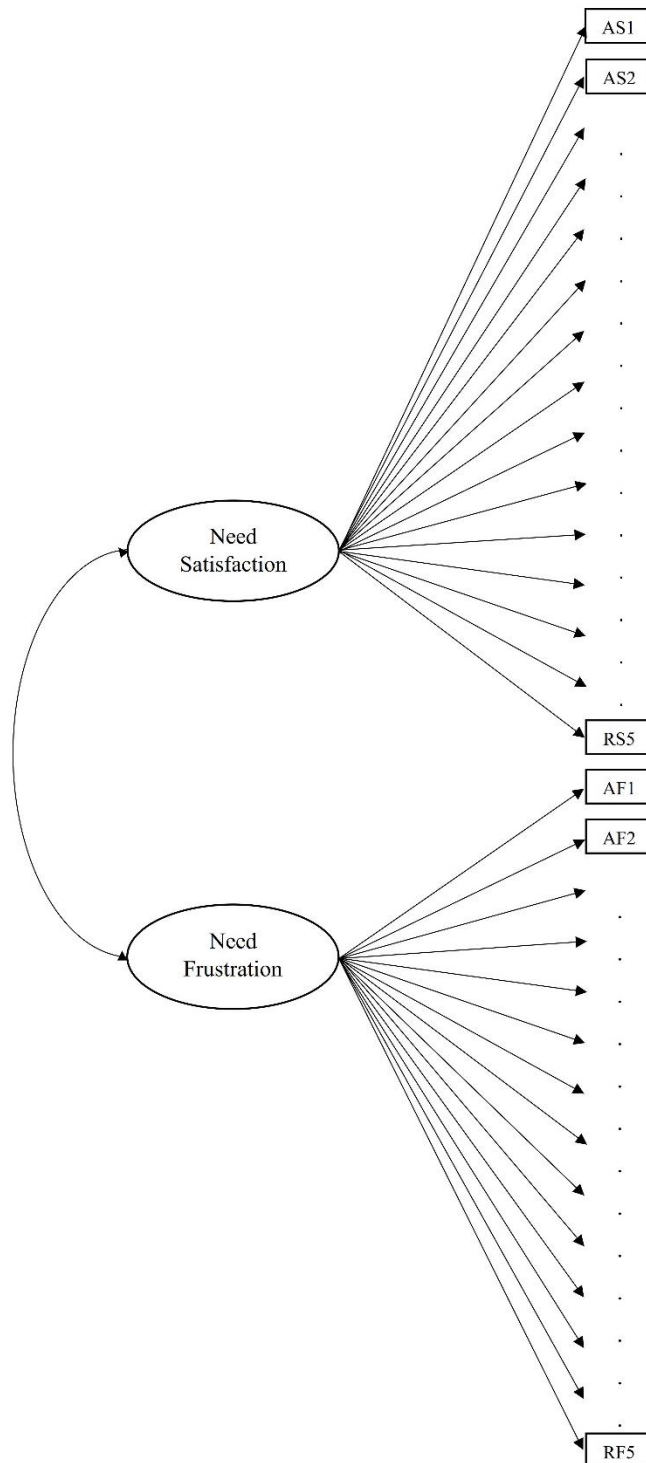 AS1
AS2
Need
Satisfaction
RS5
AF1
AF2
Need
Frustration
RF5